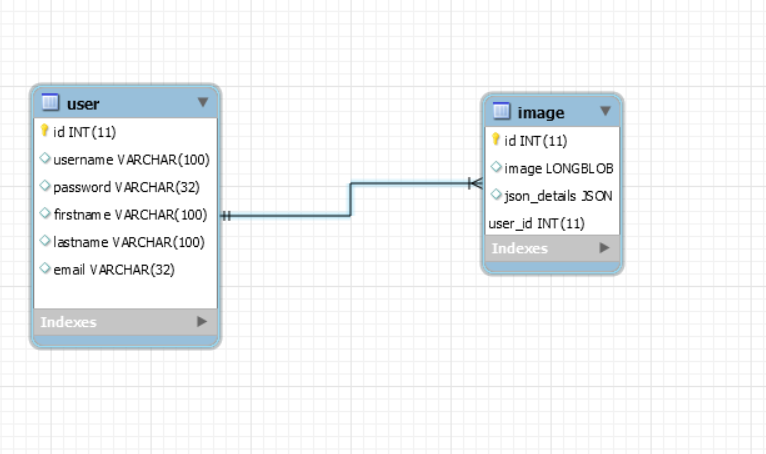 user
id INT(11)
username VARCHAR(100)
password VARCHAR(32)
firstname VARCHAR(100)
lastname VARCHAR(100)
email VARCHAR(32)
Indexes
image
id INT(11)
image LONGBLOB
json_details JSON
user_id INT(11)
Indexes